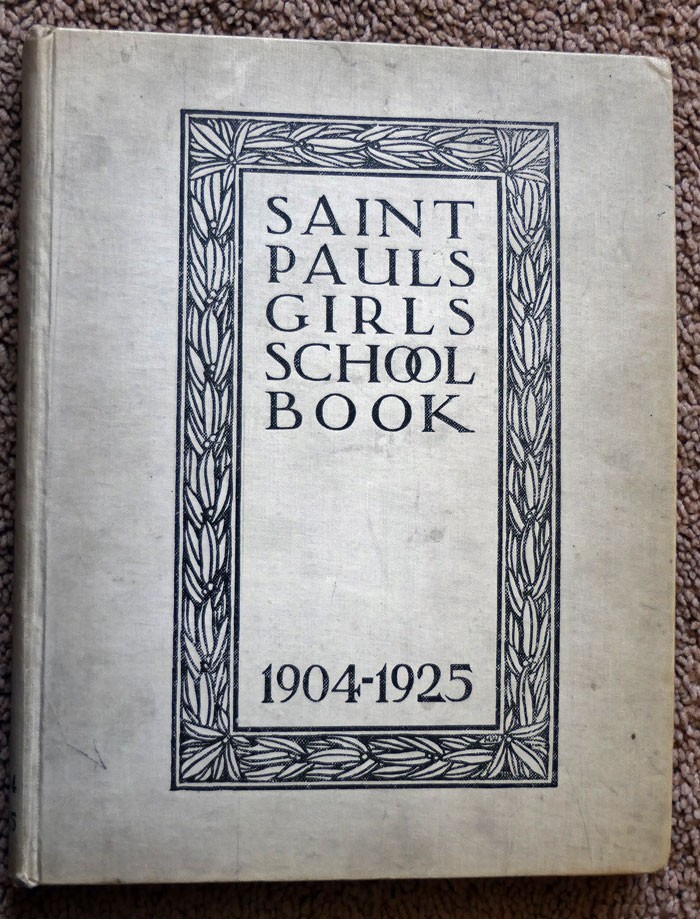 SAINT
PAULS
GIRLS
SCHOOL
BOOK
1904-1925